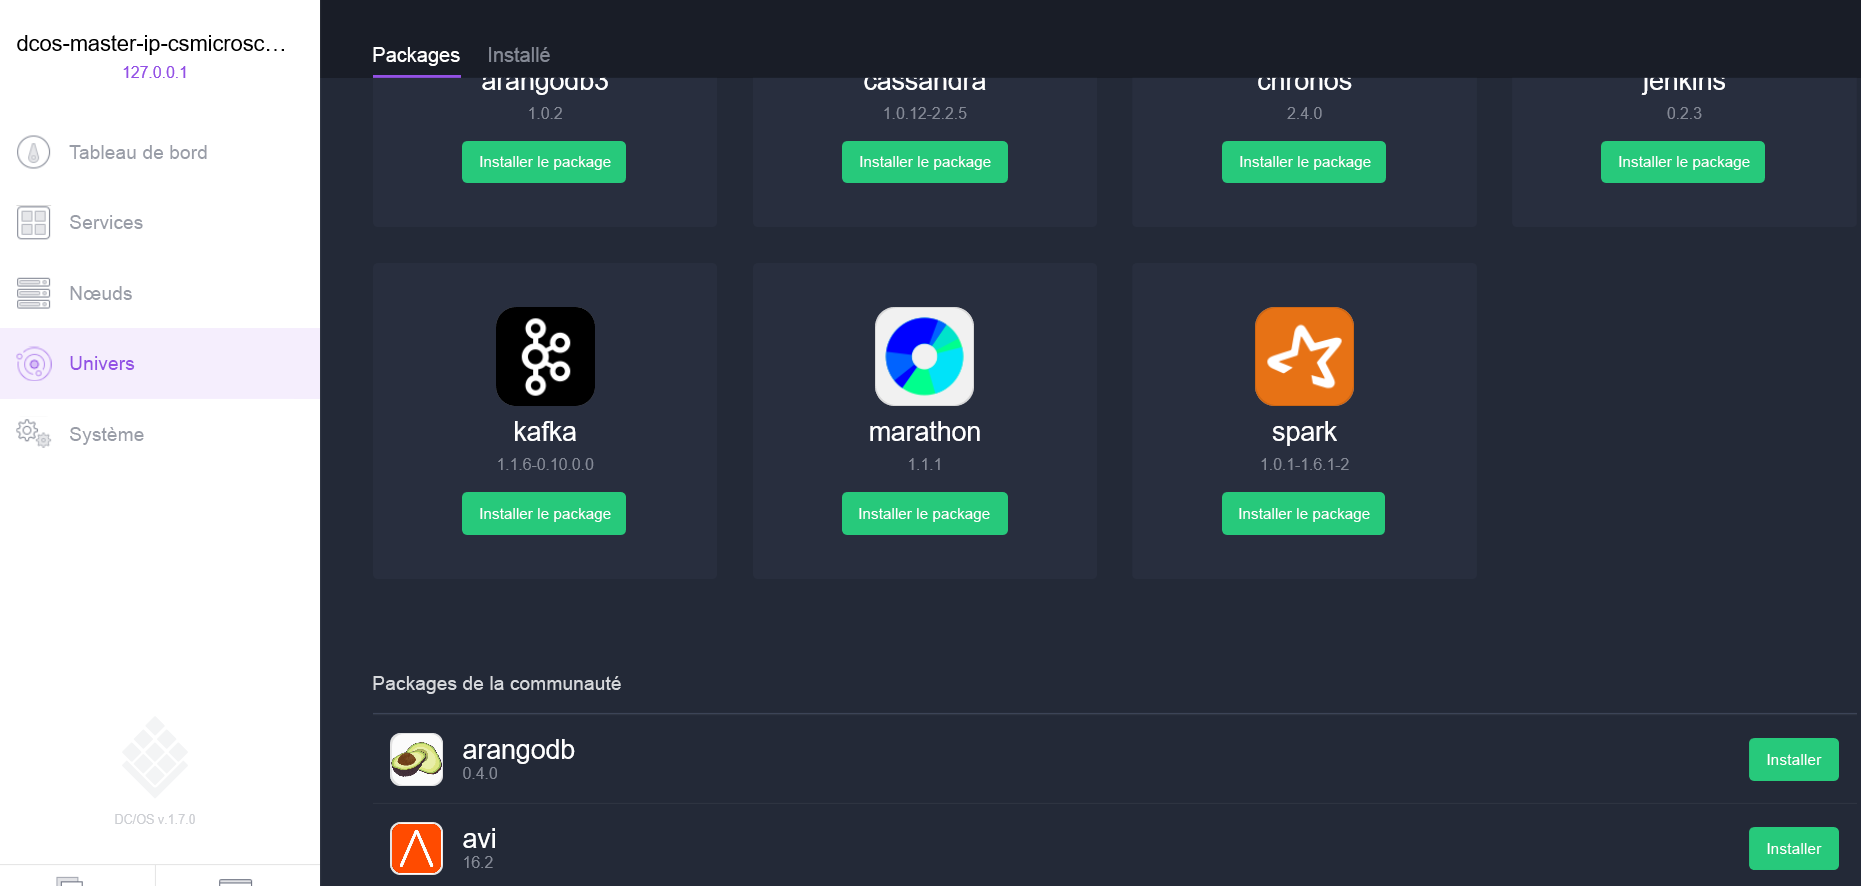 dcos-master-ip-csmicrosc…
127.0.0.1
Tableau de bord
Services
Nœuds
Univers
Système
DC/OS v.1.7.0
Packages
Installé
arangodb3
1.0.2
Installer le package
cassandra
1.0.12-2.2.5
Installer le package
chronos
2.4.0
Installer le package
jenkins
0.2.3
Installer le package
kafka
1.1.6-0.10.0.0
Installer le package
marathon
1.1.1
Installer le package
spark
1.0.1-1.6.1-2
Installer le package
Packages de la communauté
arangodb
0.4.0
Installer
avi
16.2
Installer